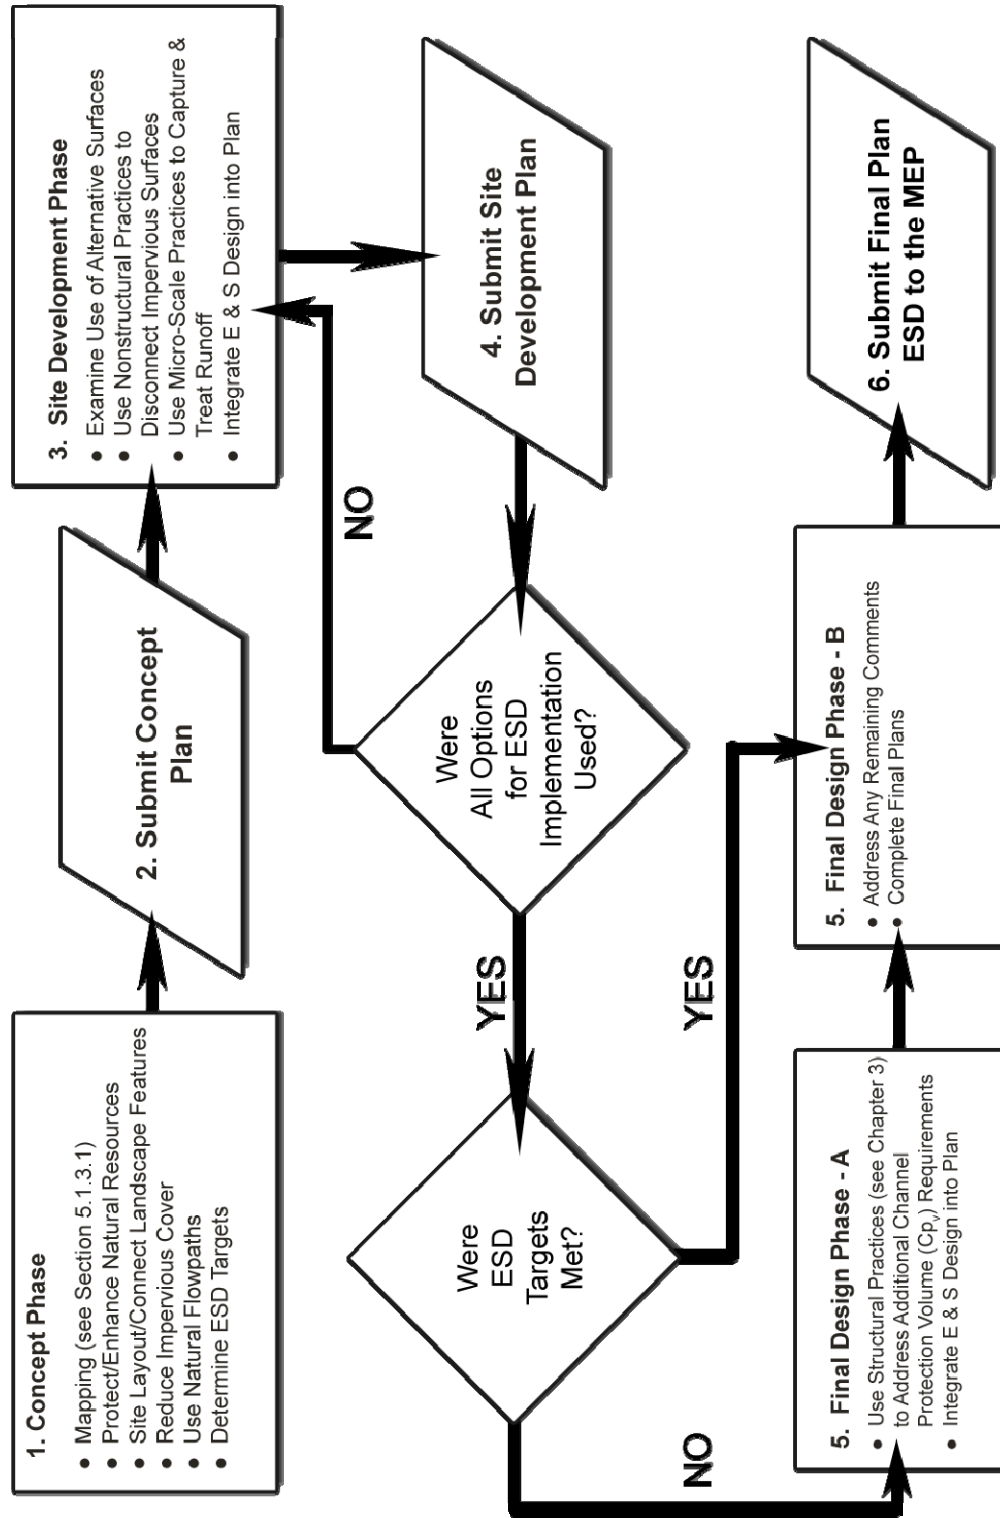 1. Concept Phase
● Mapping (see Section 5.1.3.1)
● Protect/Enhance Natural Resources
● Site Layout/Connect Landscape Features
● Reduce Impervious Cover
● Use Natural Flowpaths
● Determine ESD Targets
2. Submit Concept
Plan
3. Site Development Phase
● Examine Use of Alternative Surfaces
● Use Nonstructural Practices to
Disconnect Impervious Surfaces
● Use Micro-Scale Practices to Capture &
Treat Runoff
● Integrate E & S Design into Plan
4. Submit Site
Development Plan
Were
All Options
for ESD
Implementation
Used?
NO
YES
Were
ESD
Targets
Met?
YES
NO
5. Final Design Phase - A
● Use Structural Practices (see Chapter 3)
to Address Additional Channel
Protection Volume (Cpv) Requirements
● Integrate E & S Design into Plan
5. Final Design Phase - B
● Address Any Remaining Comments
● Complete Final Plans
6. Submit Final Plan
ESD to the MEP